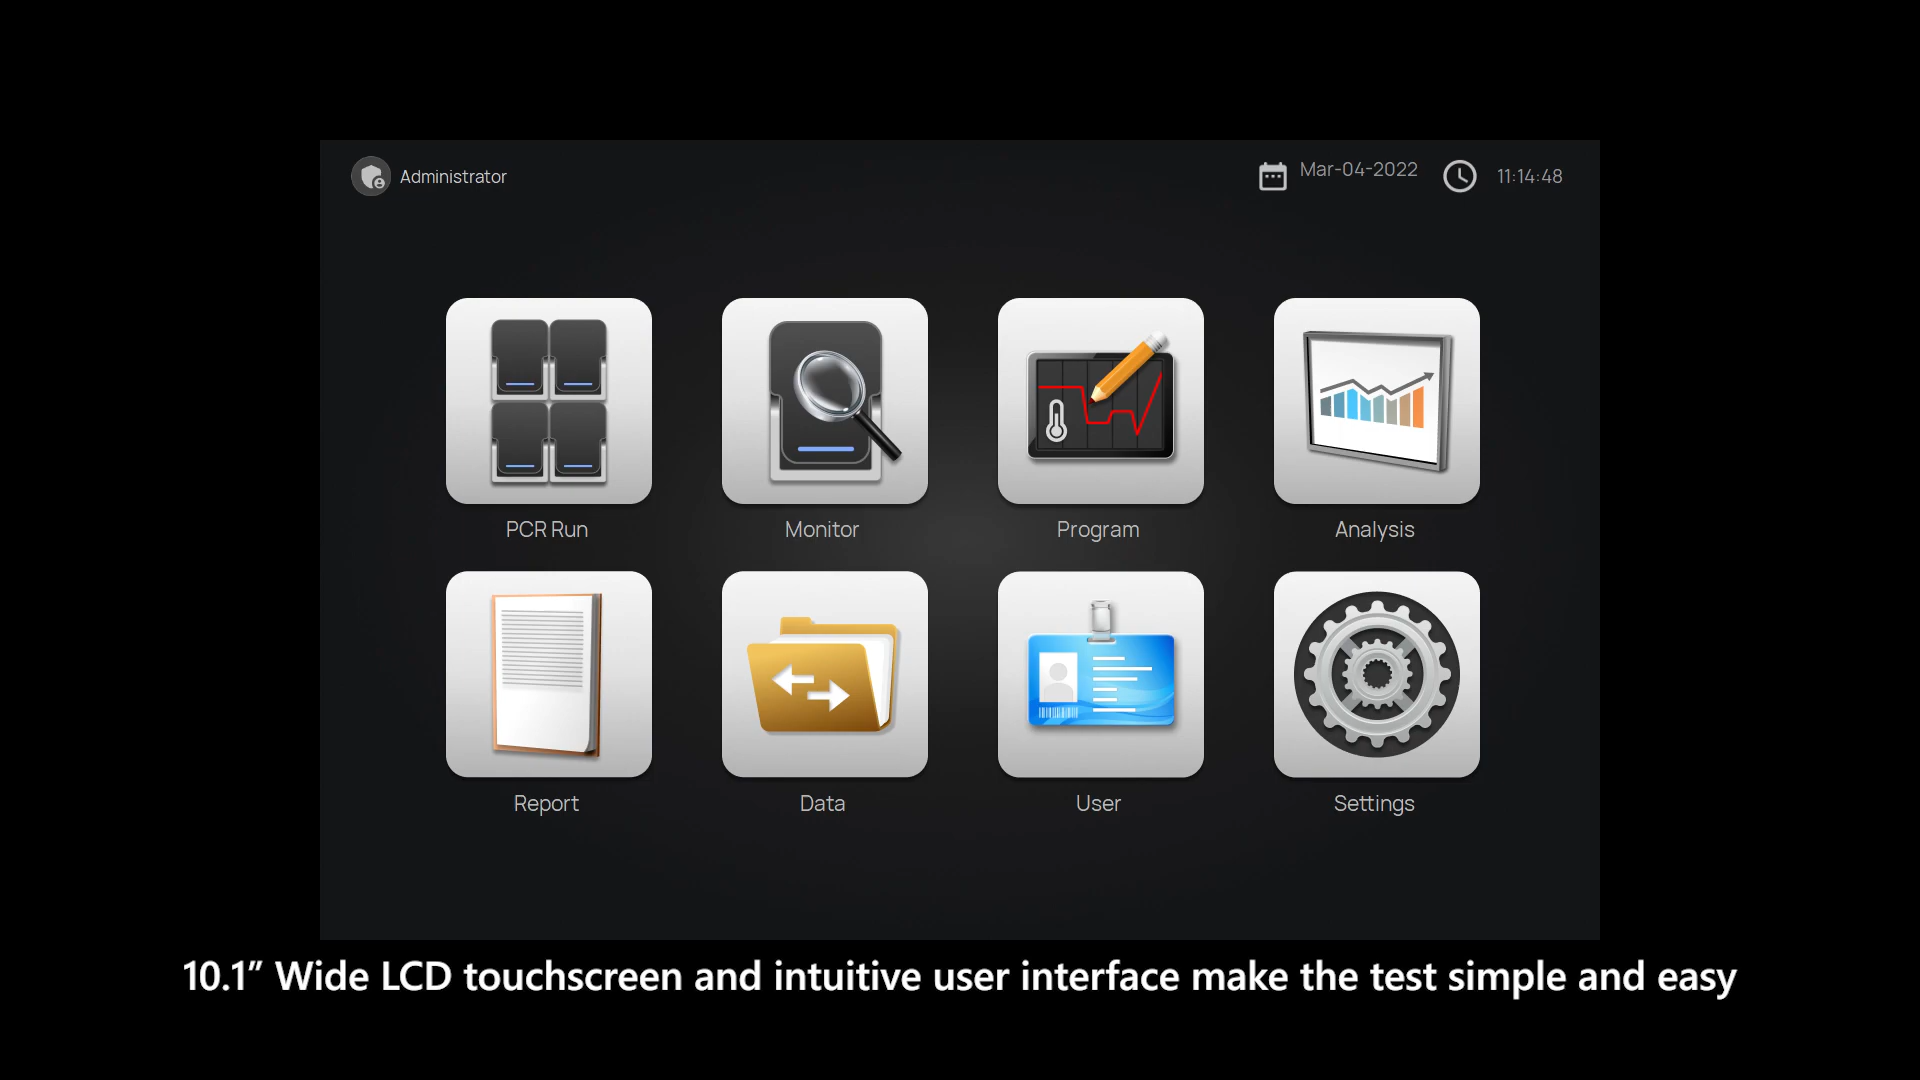 Administrator
Mar-04-2022
11:14:48
PCR Run
Monitor
Program
Analysis
Report
Data
User
Settings
10.1” Wide LCD touchscreen and intuitive user interface make the test simple and easy